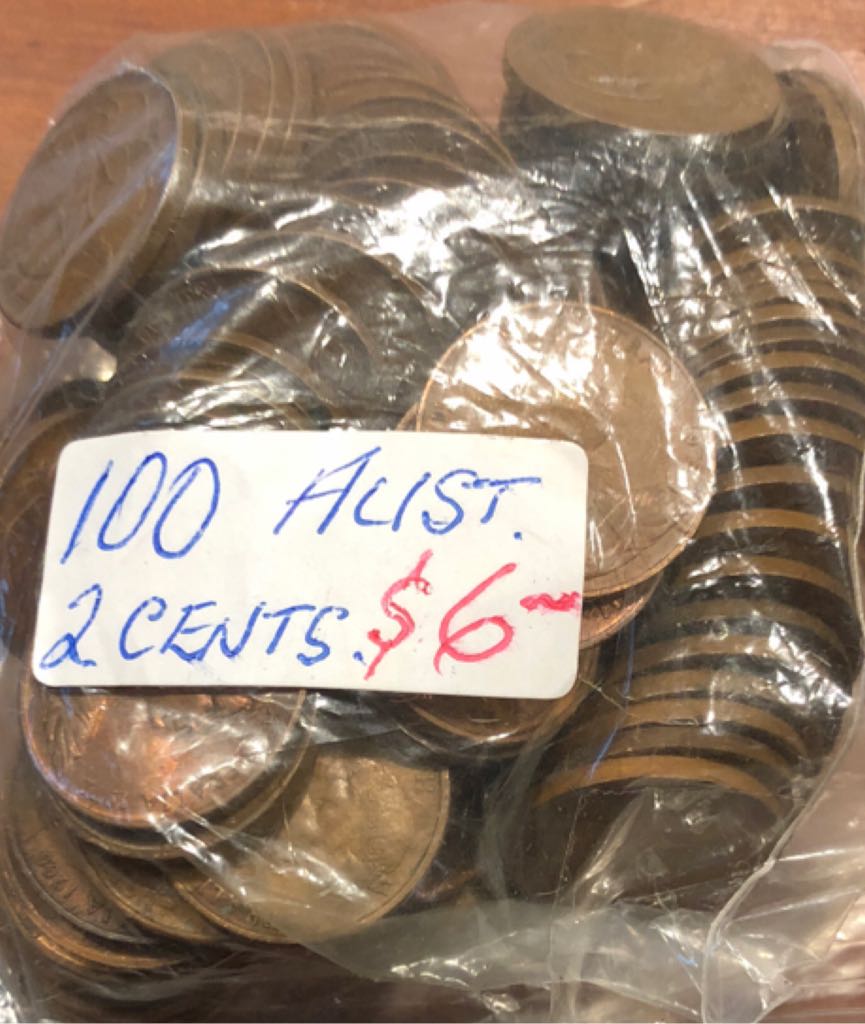 100 AUST.
2 CENTS. $6-